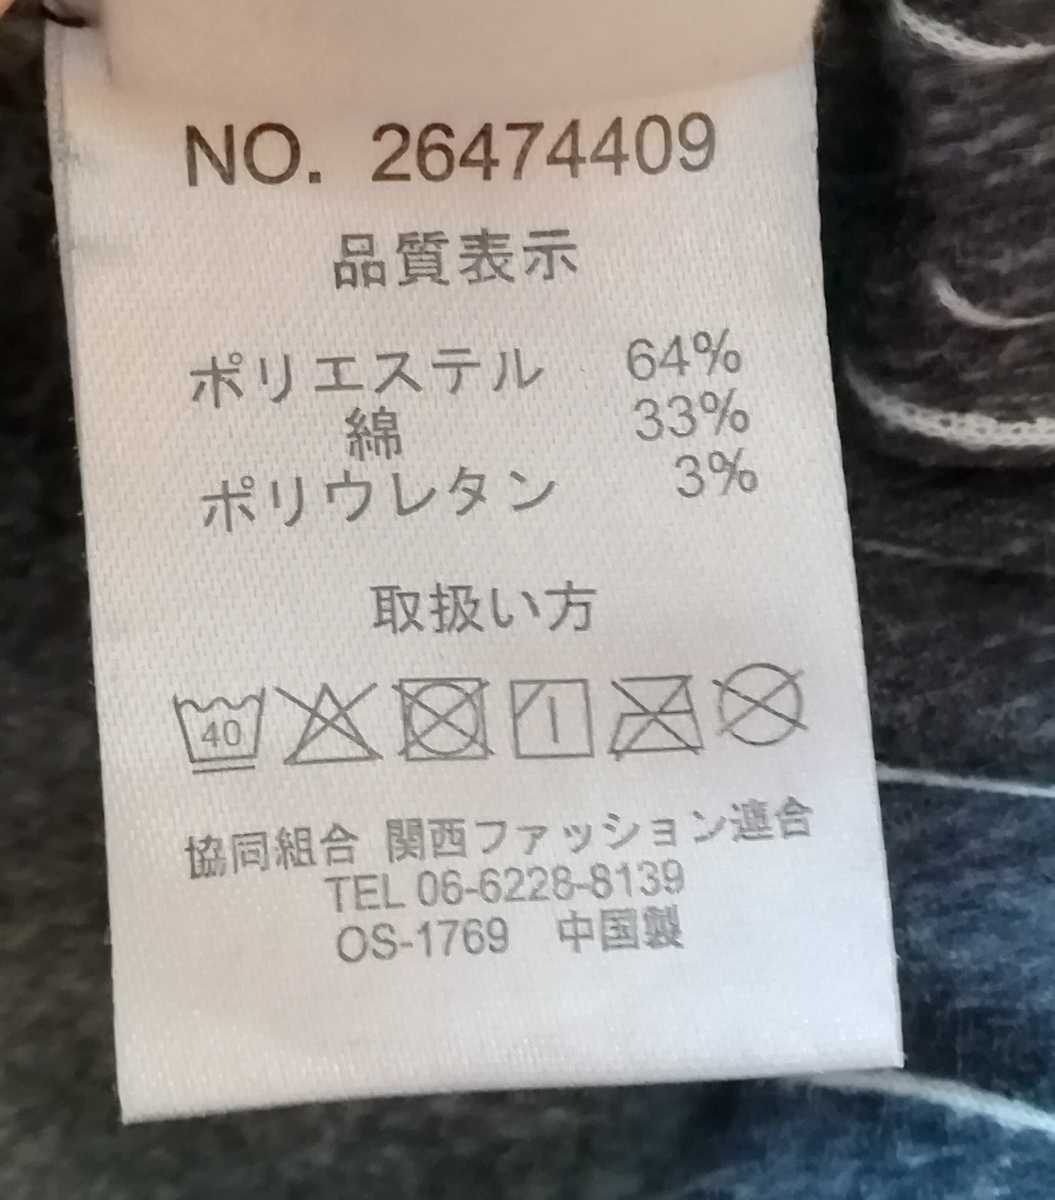 NO. 26474409
品質表示
ポリエステル 64%
綿 33%
ポリウレタン 3%
取扱い方
40
協同組合 関西ファッション連合
TEL 06-6228-8139
OS-1769 中国製